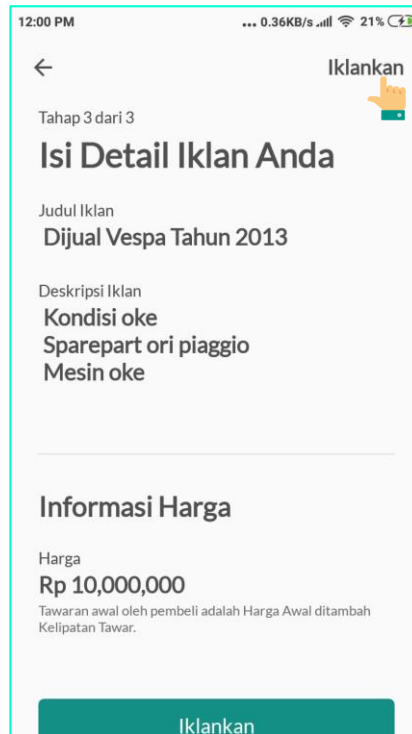 12:00 PM ... 0.36KB/s 21%
Iklankan
Tahap 3 dari 3
Isi Detail Iklan Anda
Judul Iklan
Dijual Vespa Tahun 2013
Deskripsi Iklan
Kondisi oke
Sparepart ori piaggio
Mesin oke
Informasi Harga
Harga
Rp 10,000,000
Tawaran awal oleh pembeli adalah Harga Awal ditambah
Kelipatan Tawar.
Iklankan